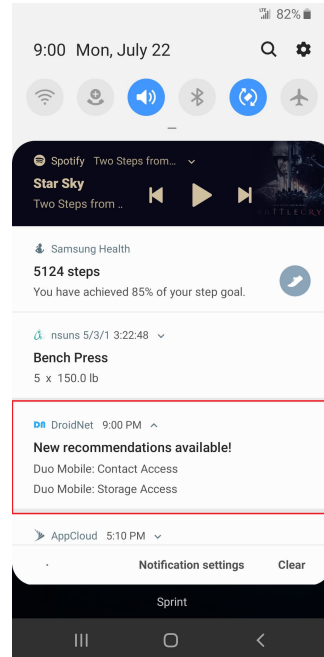 82%
9:00 Mon, July 22
Spotify Two Steps from...
Star Sky
Two Steps from ..
BATTLECRY
Samsung Health
5124 steps
You have achieved 85% of your step goal.
nsuns 5/3/1 3:22:48
Bench Press
5 x 150.0 lb
DroidNet 9:00 PM
New recommendations available!
Duo Mobile: Contact Access
Duo Mobile: Storage Access
AppCloud 5:10 PM
Notification settings Clear
Sprint